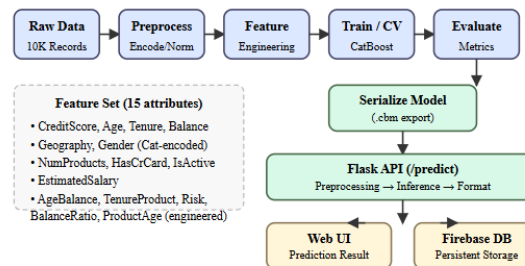 Raw Data
10K Records
Preprocess
Encode/Norm
Feature
Engineering
Train / CV
CatBoost
Evaluate
Metrics
Feature Set (15 attributes)
• CreditScore, Age, Tenure, Balance
• Geography, Gender (Cat-encoded)
• NumProducts, HasCrCard, IsActive
• EstimatedSalary
• AgeBalance, TenureProduct, Risk,
BalanceRatio, ProductAge (engineered)
Serialize Model
(.cbm export)
Flask API (/predict)
Preprocessing → Inference → Format
Web UI
Prediction Result
Firebase DB
Persistent Storage